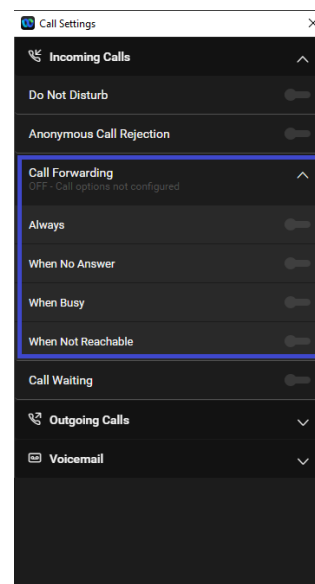 Call Settings
Incoming Calls
Do Not Disturb
Anonymous Call Rejection
Call Forwarding
OFF - Call options not configured
Always
When No Answer
When Busy
When Not Reachable
Call Waiting
Outgoing Calls
Voicemail